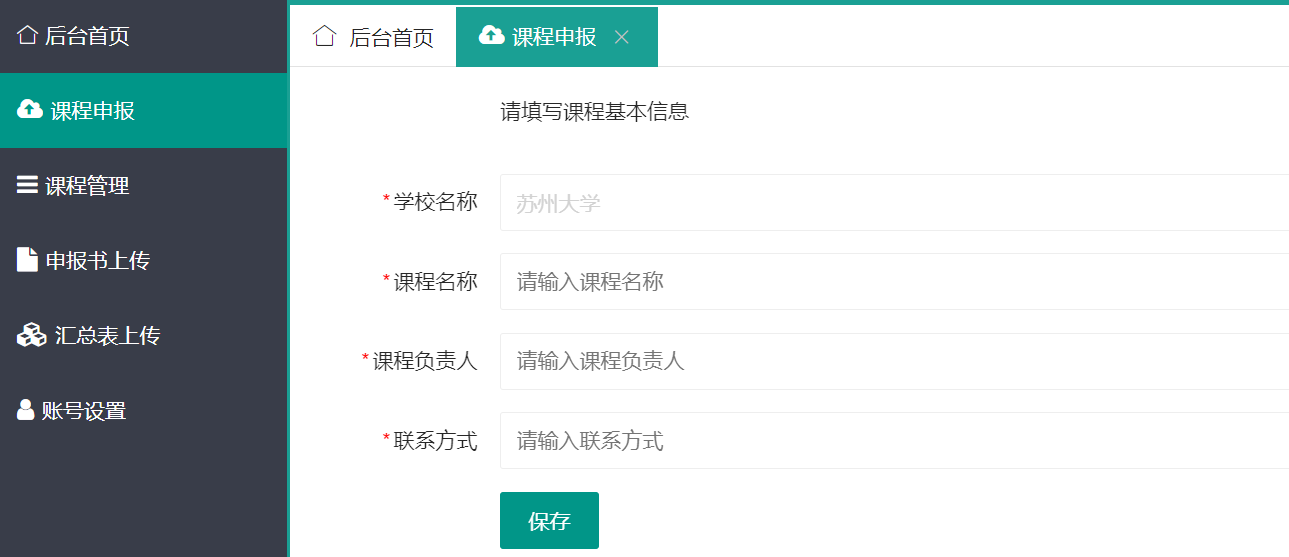 后台首页
课程申报
课程管理
申报书上传
汇总表上传
账号设置
后台首页 课程申报
请填写课程基本信息
*学校名称 苏州大学
*课程名称 请输入课程名称
*课程负责人 请输入课程负责人
*联系方式 请输入联系方式
保存